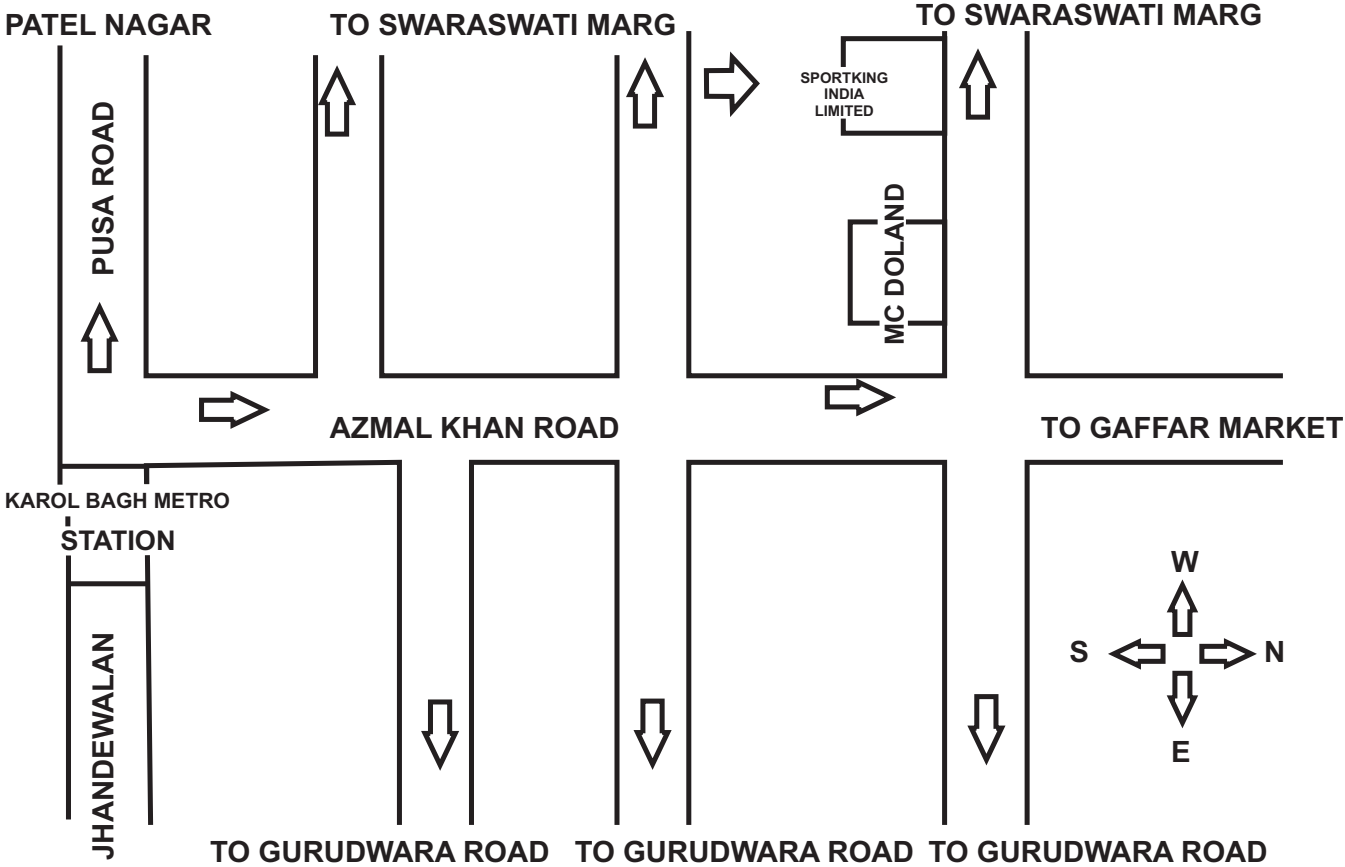 PATEL NAGAR
TO SWARASWATI MARG
TO SWARASWATI MARG
PUSA ROAD
SPORTKING
INDIA
LIMITED
MC DOLAND
AZMAL KHAN ROAD
TO GAFFAR MARKET
KAROL BAGH METRO
STATION
JHANDEWALAN
W
S
N
E
TO GURUDWARA ROAD
TO GURUDWARA ROAD
TO GURUDWARA ROAD